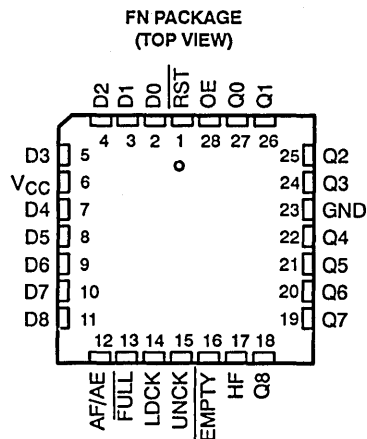 FN PACKAGE
(TOP VIEW)
D2 D1 D0 RST OE Q0 Q1
4 3 2 1 28 27 26
D3 5 25 Q2
VCC 6 24 Q3
D4 7 23 GND
D5 8 22 Q4
D6 9 21 Q5
D7 10 20 Q6
D8 11 19 Q7
12 13 14 15 16 17 18
AF/AE FULL LDCK UNCK EMPTY HF Q8